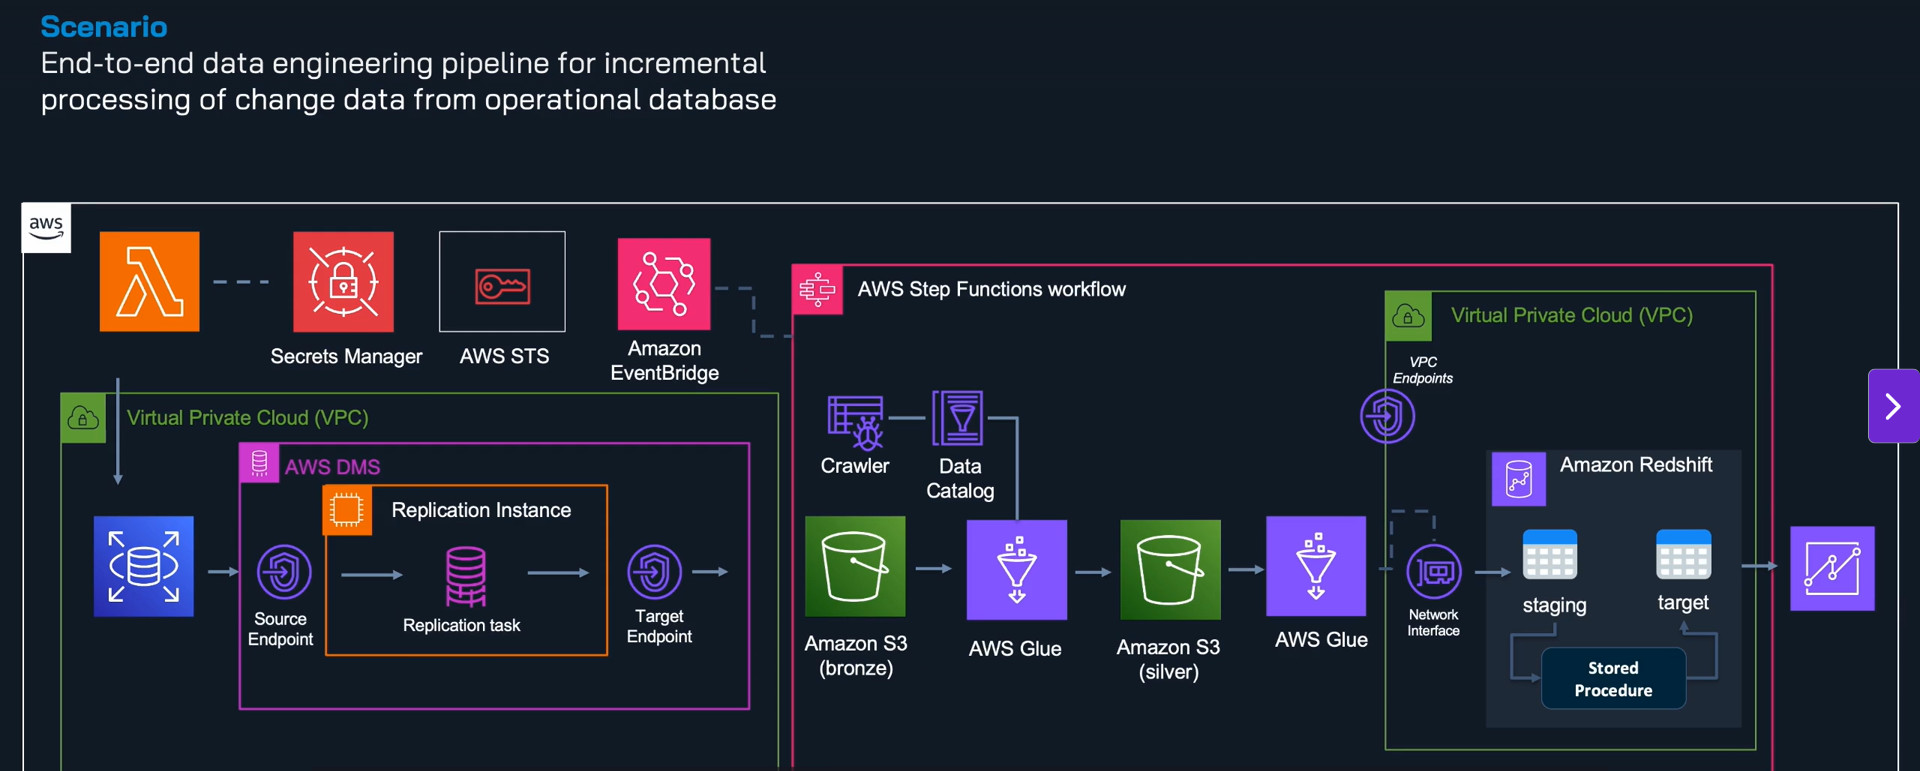 Scenario
End-to-end data engineering pipeline for incremental
processing of change data from operational database
aws
Secrets Manager
AWS STS
Amazon
EventBridge
AWS Step Functions workflow
Virtual Private Cloud (VPC)
VPC
Endpoints
Virtual Private Cloud (VPC)
AWS DMS
Replication Instance
Source
Endpoint
Replication task
Target
Endpoint
Crawler
Data
Catalog
Amazon S3
(bronze)
AWS Glue
Amazon S3
(silver)
AWS Glue
Network
Interface
Amazon Redshift
staging
target
Stored
Procedure